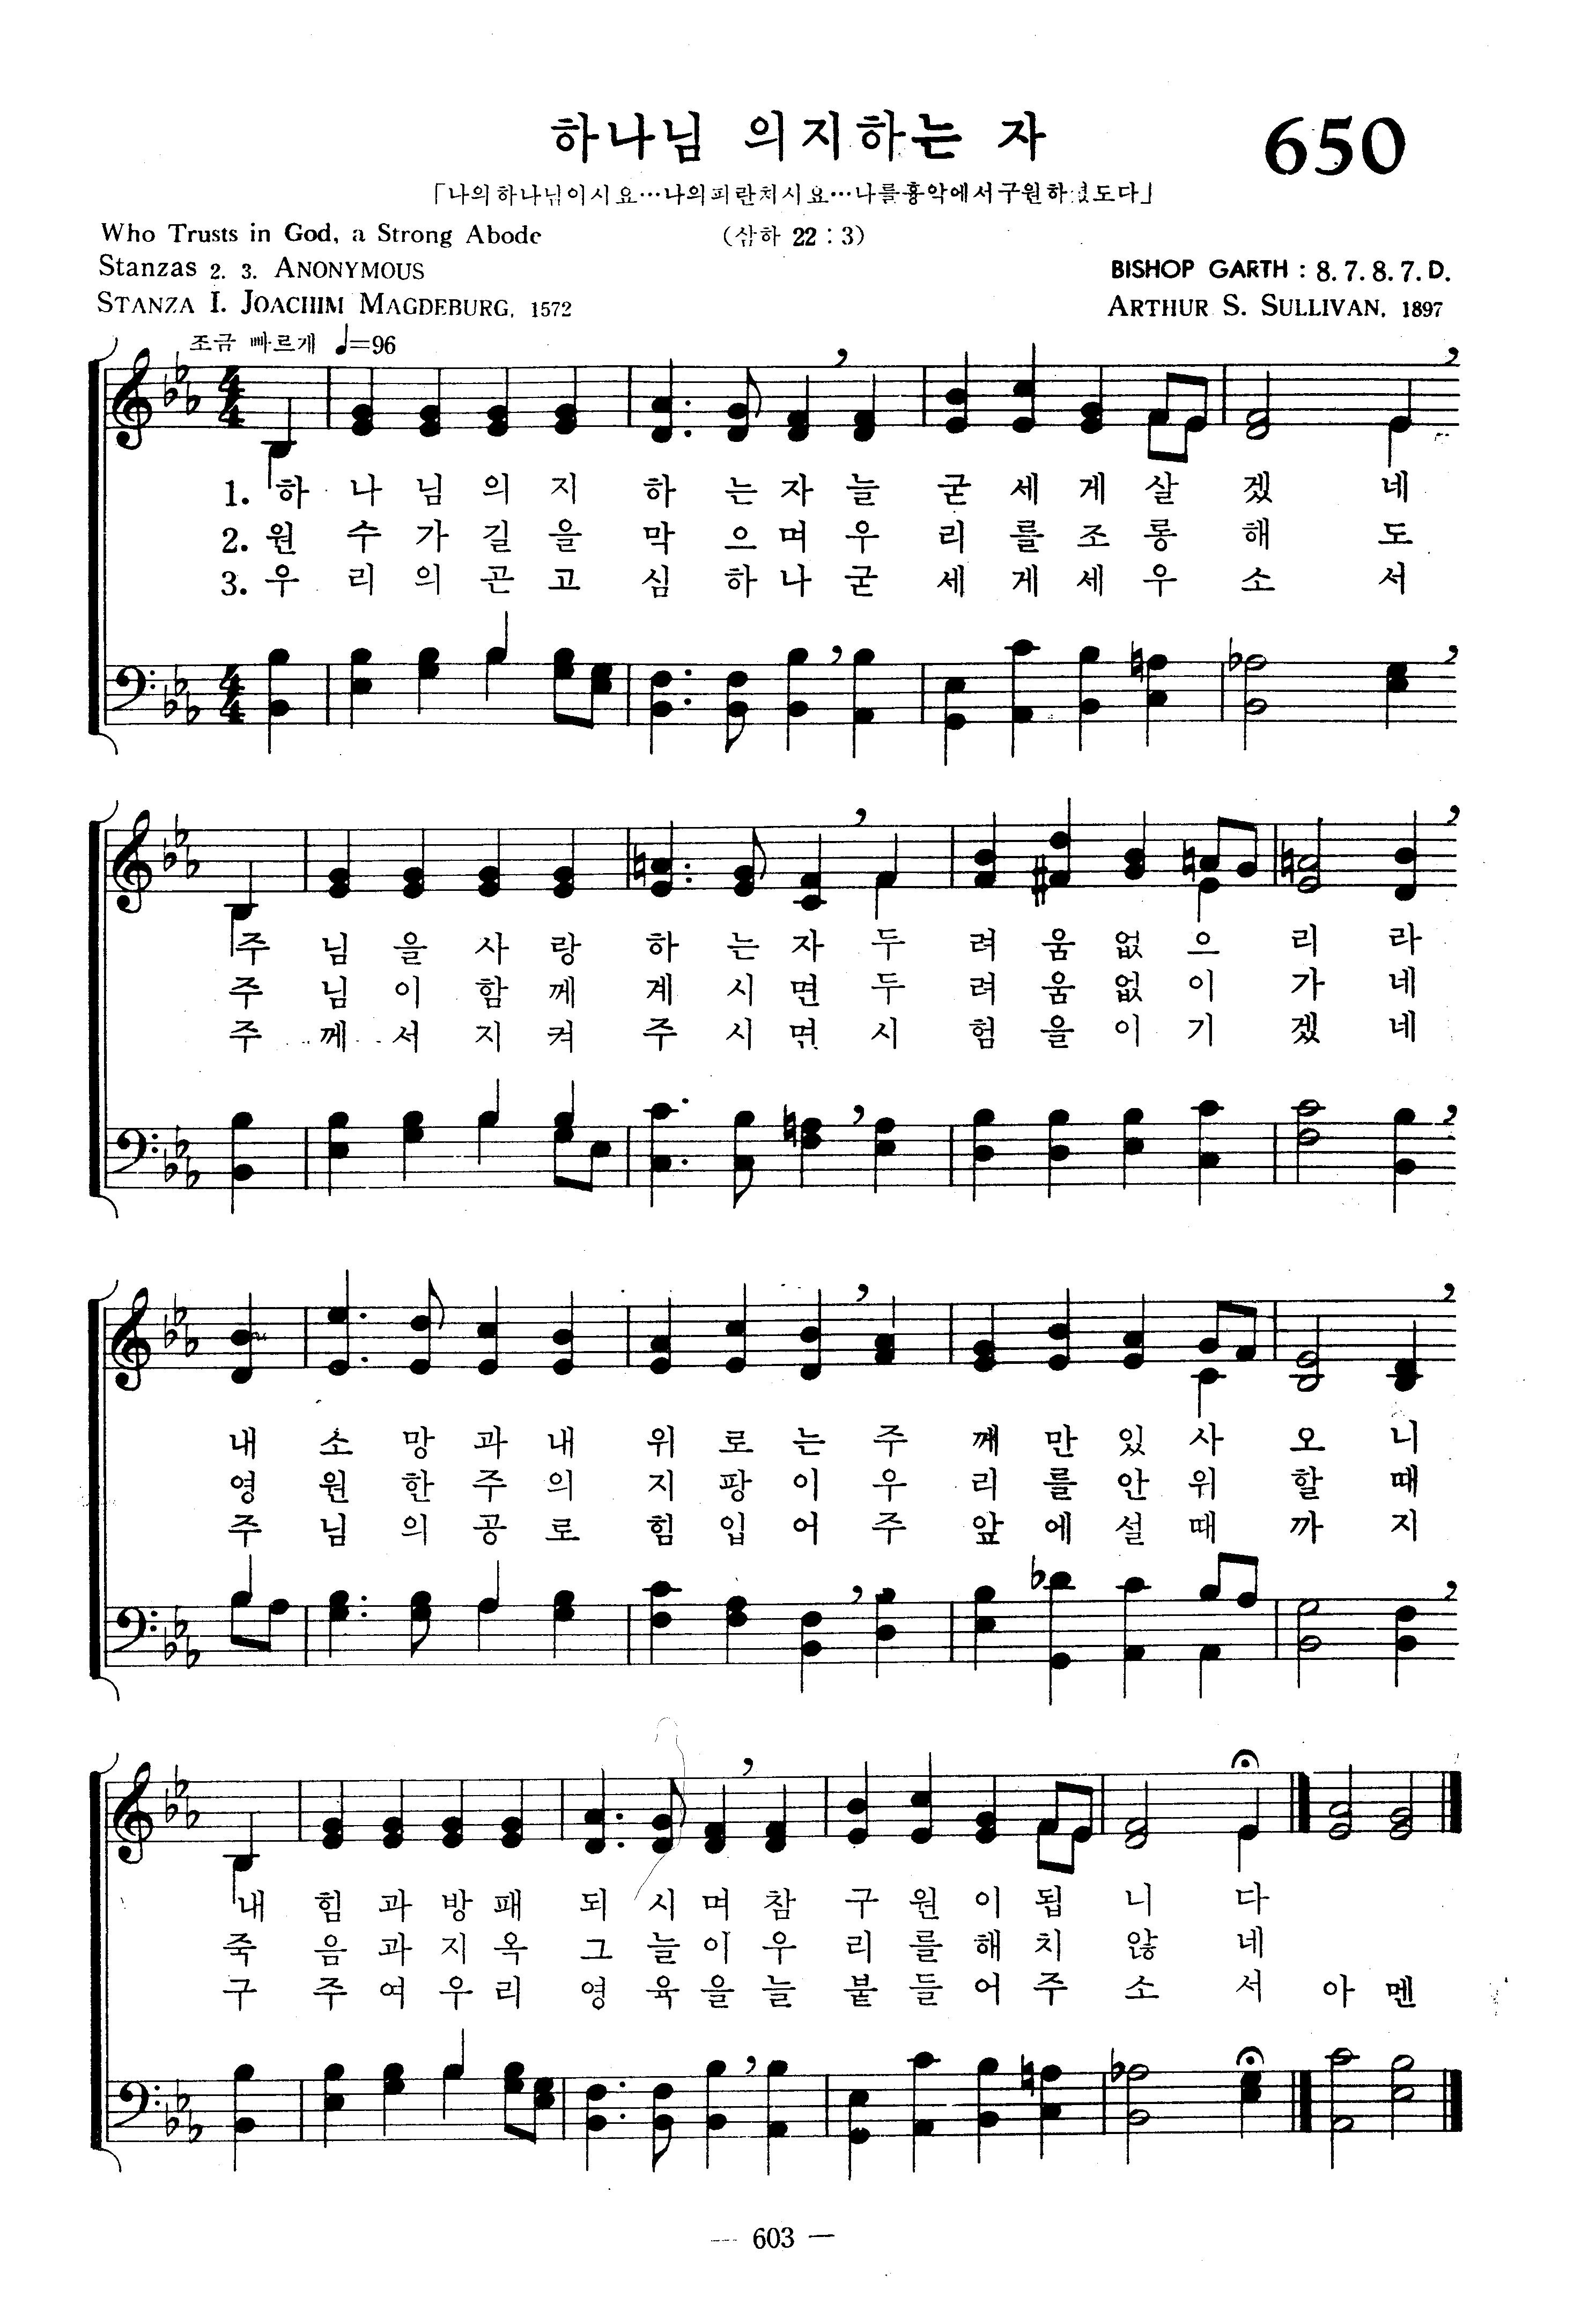 하나님 의지하는 자
650
「나의하나님이시요…나의피란처시요…나를흉악에서구원하셨도다」
Who Trusts in God, a Strong Abode
(삼하 22 : 3)
Stanzas 2. 3. ANONYMOUS
BISHOP GARTH : 8. 7. 8. 7. D.
STANZA I. JOACHIM MAGDEBURG, 1572
ARTHUR S. SULLIVAN, 1897
조금 빠르게 ♩=96
1. 하 나 님 의 지 하 는 자 늘 굳 세 게 살 겠 네
2. 원 수 가 길 을 막 으 며 우 리 를 조 롱 해 도
3. 우 리 의 곤 고 심 하 나 굳 세 게 세 우 소 서
주 님 을 사 랑 하 는 자 두 려 움 없 으 리 라
주 님 이 함 께 계 시 면 두 려 움 없 이 가 네
주 께 서 지 켜 주 시 면 시 험 을 이 기 겠 네
내 소 망 과 내 위 로 는 주 께 만 있 사 오 니
영 원 한 주 의 지 팡 이 우 리 를 안 위 할 때
주 님 의 공 로 힘 입 어 주 앞 에 설 때 까 지
내 힘 과 방 패 되 시 며 참 구 원 이 됩 니 다
죽 음 과 지 옥 그 늘 이 우 리 를 해 치 않 네
구 주 여 우 리 영 육 을 늘 붙 들 어 주 소 서 아 멘
— 603 —